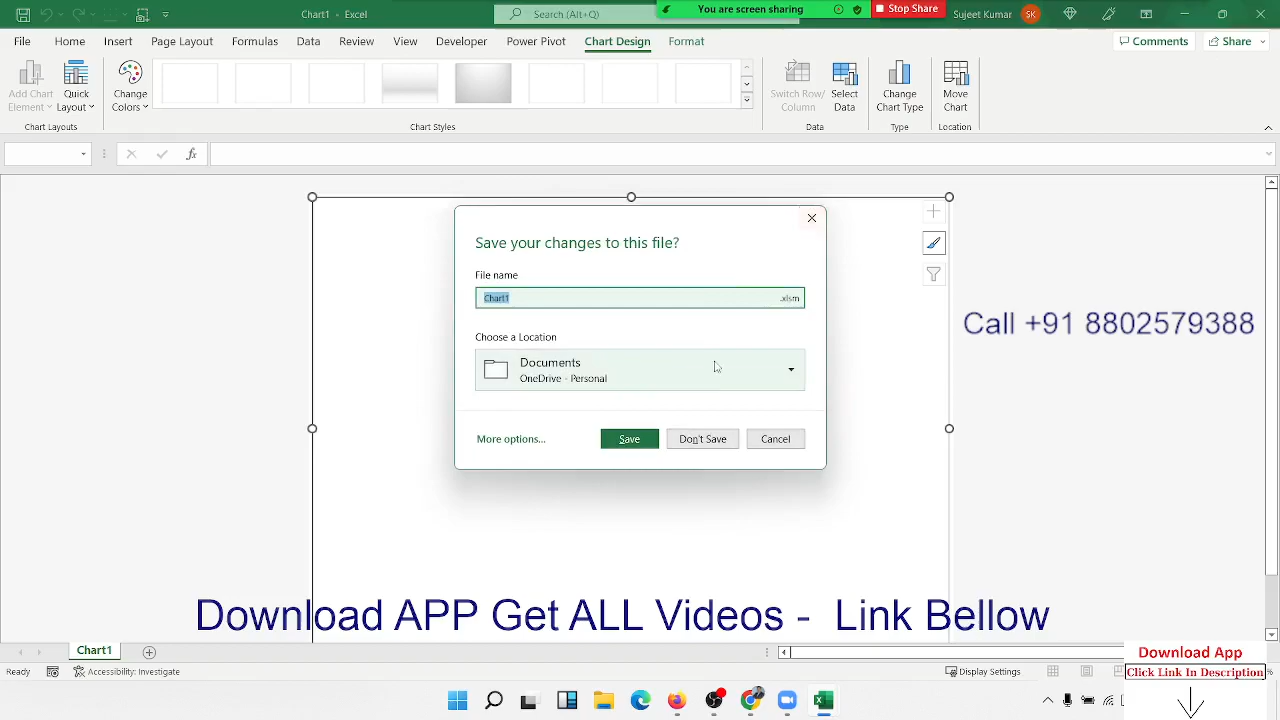 Chart1 - Excel
Search (Alt+Q)
You are screen sharing
Stop Share
Sujeet Kumar
SK
File
Home
Insert
Page Layout
Formulas
Data
Review
View
Developer
Power Pivot
Chart Design
Format
Comments
Share
Add Chart
Element
Quick
Layout
Change
Colors
Switch Row/
Column
Select
Data
Change
Chart Type
Move
Chart
Chart Layouts
Chart Styles
Data
Type
Location
fx
Save your changes to this file?
File name
Chart1
.xlsm
Choose a Location
Documents
OneDrive - Personal
More options...
Save
Don't Save
Cancel
Call +91 8802579388
Download APP Get ALL Videos - Link Bellow
Chart1
Download App
Click Link In Description
Ready
Accessibility: Investigate
Display Settings